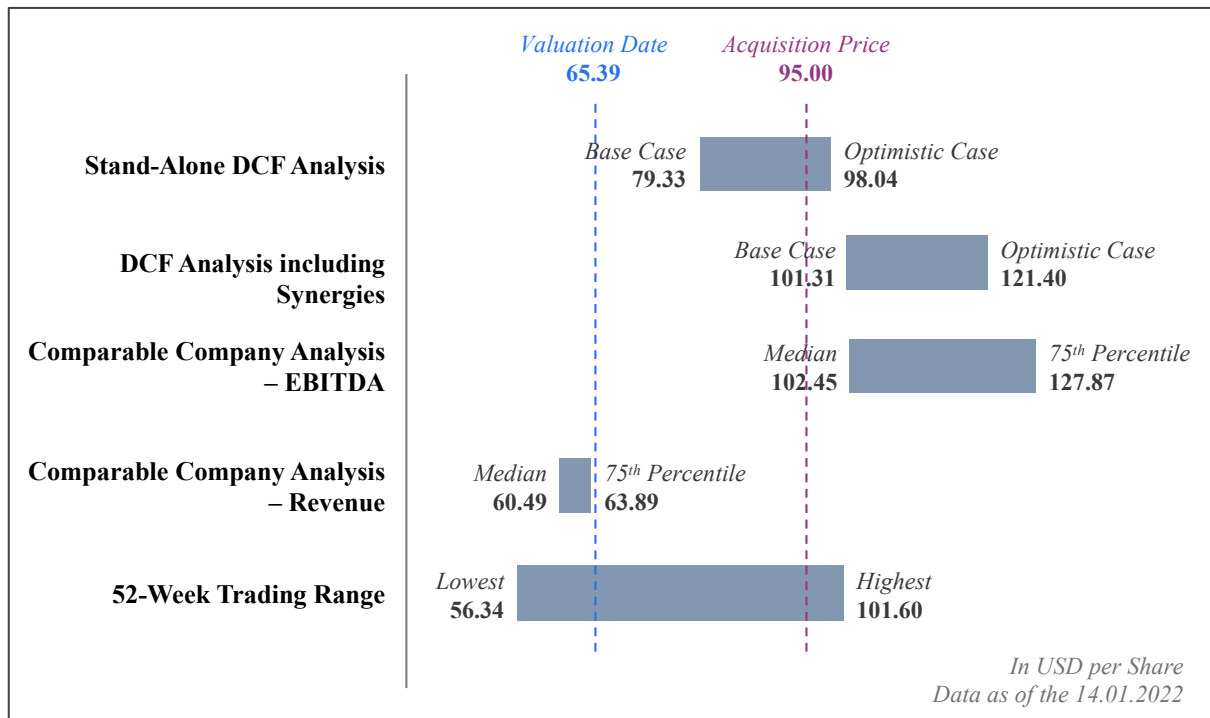 Valuation Date
65.39
Acquisition Price
95.00
Stand-Alone DCF Analysis
Base Case
79.33
Optimistic Case
98.04
DCF Analysis including
Synergies
Base Case
101.31
Optimistic Case
121.40
Comparable Company Analysis
– EBITDA
Median
102.45
75th Percentile
127.87
Comparable Company Analysis
– Revenue
Median
60.49
75th Percentile
63.89
52-Week Trading Range
Lowest
56.34
Highest
101.60
In USD per Share
Data as of the 14.01.2022